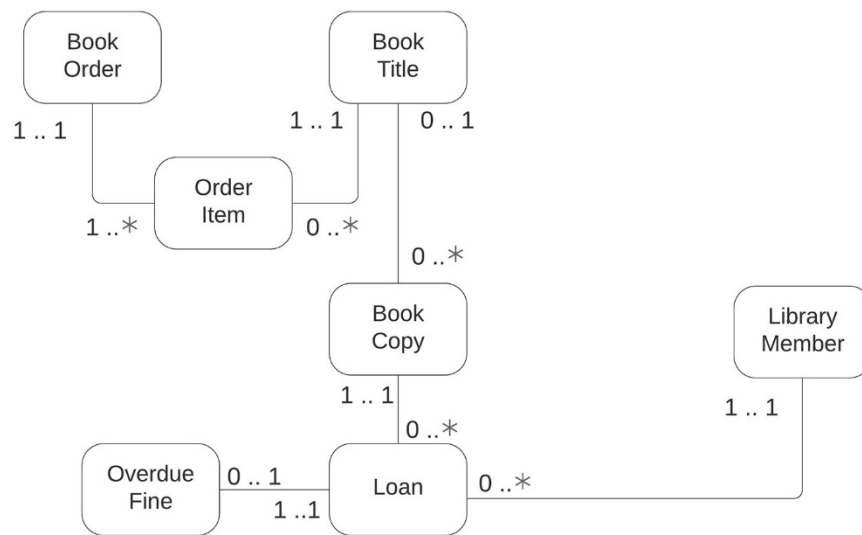 Book
Order
Book
Title
1 .. 1
1 .. 1
0 .. 1
Order
Item
1 ..*
0 ..*
0 ..*
Book
Copy
Library
Member
1 .. 1
1 .. 1
0 ..*
Overdue
Fine
0 .. 1
1 ..1
Loan
0 ..*